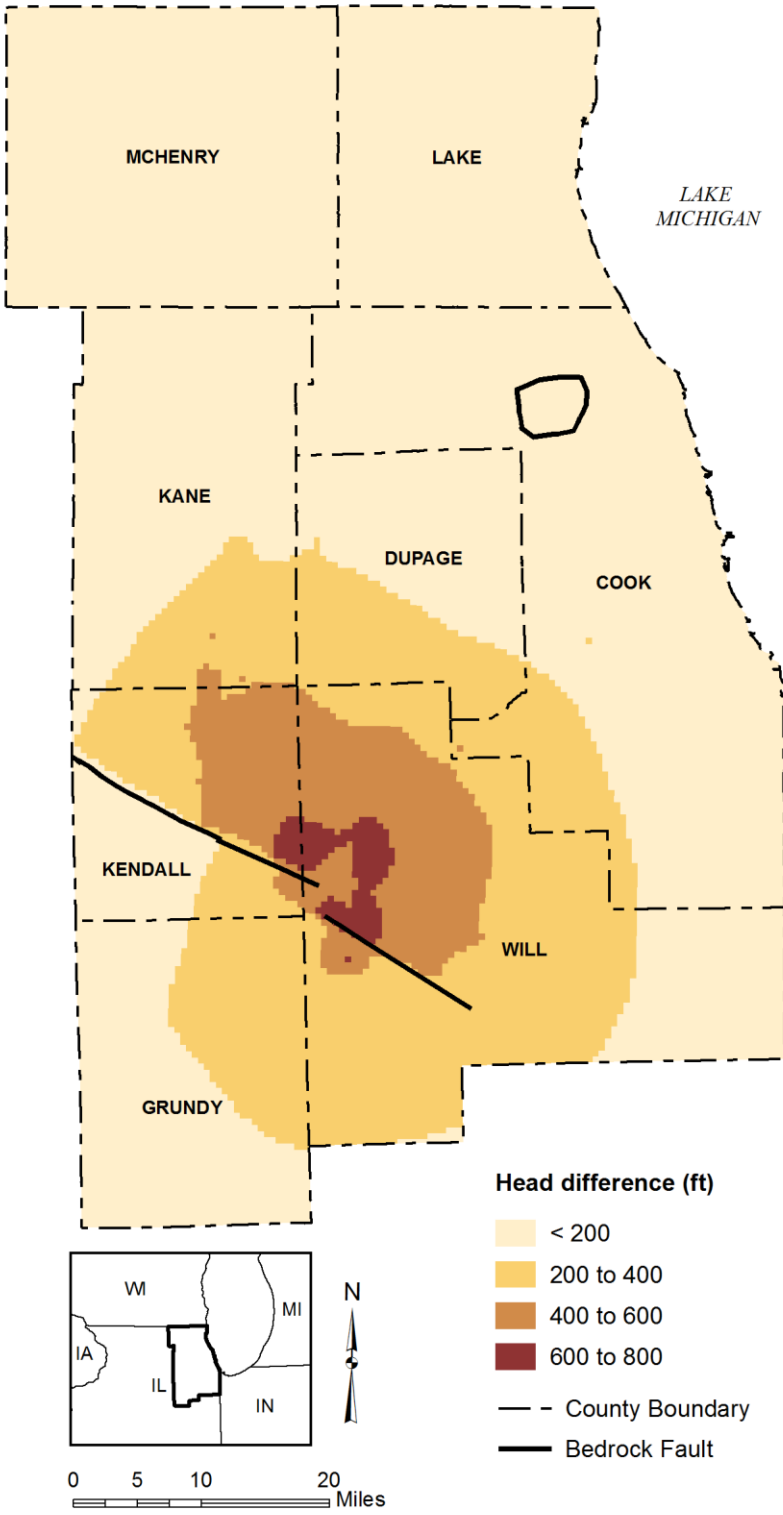 MCHENRY
LAKE
LAKE
MICHIGAN
KANE
DUPAGE
COOK
KENDALL
WILL
GRUNDY
Head difference (ft)
< 200
200 to 400
400 to 600
600 to 800
County Boundary
Bedrock Fault
WI
MI
IA
IL
IN
N
0 5 10 20
Miles